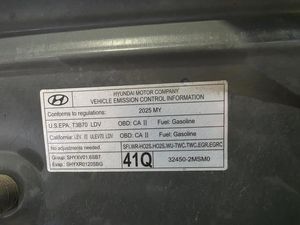 HYUNDAI MOTOR COMPANY
VEHICLE EMISSION CONTROL INFORMATION
Conforms to regulations: 2025 MY
U.S.EPA: T3B70 LDV OBD: CA II Fuel: Gasoline
California: LEV III ULEV70 LDV OBD: CA II Fuel: Gasoline
No adjustments needed. SFI,WR-HO2S,HO2S,WU-TWC,TWC,EGR,EGRC
Group: SHYXV01.6SBT
Evap: SHYXR0120SBG
41Q
32450-2MSM0